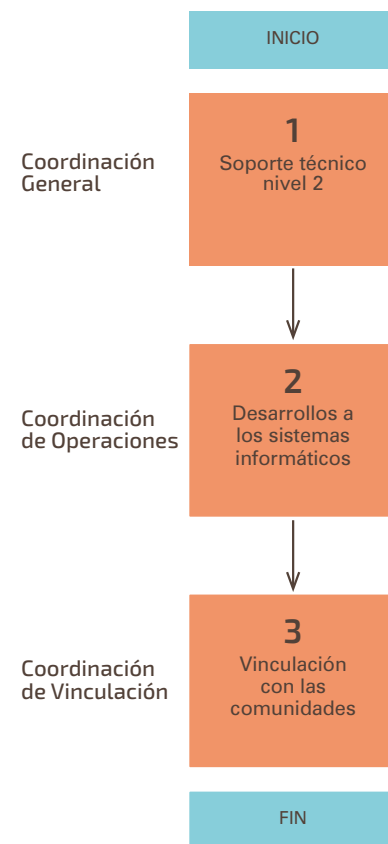 INICIO
Coordinación
General
1
Soporte técnico
nivel 2
Coordinación
de Operaciones
2
Desarrollos a
los sistemas
informáticos
Coordinación
de Vinculación
3
Vinculación
con las
comunidades
FIN